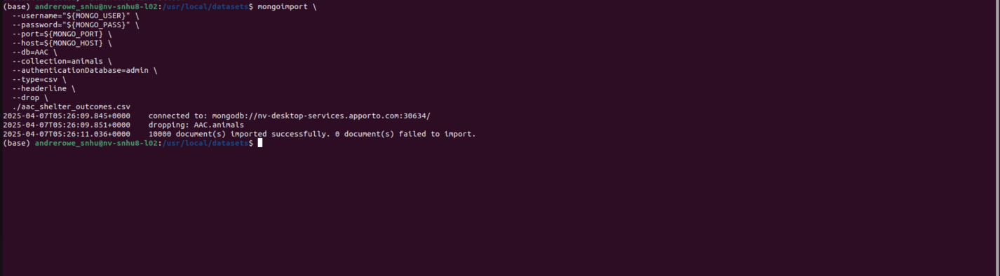 (base) andrerowe_snhu@nv-snhu8-l02:/usr/local/datasets$ mongoimport \
  --username="${MONGO_USER}" \
  --password="${MONGO_PASS}" \
  --port=${MONGO_PORT} \
  --host=${MONGO_HOST} \
  --db=AAC \
  --collection=animals \
  --authenticationDatabase=admin \
  --type=csv \
  --headerline \
  --drop \
  ./aac_shelter_outcomes.csv
2025-04-07T05:26:09.845+0000    connected to: mongodb://nv-desktop-services.apporto.com:30634/
2025-04-07T05:26:09.851+0000    dropping: AAC.animals
2025-04-07T05:26:11.036+0000    10000 document(s) imported successfully. 0 document(s) failed to import.
(base) andrerowe_snhu@nv-snhu8-l02:/usr/local/datasets$